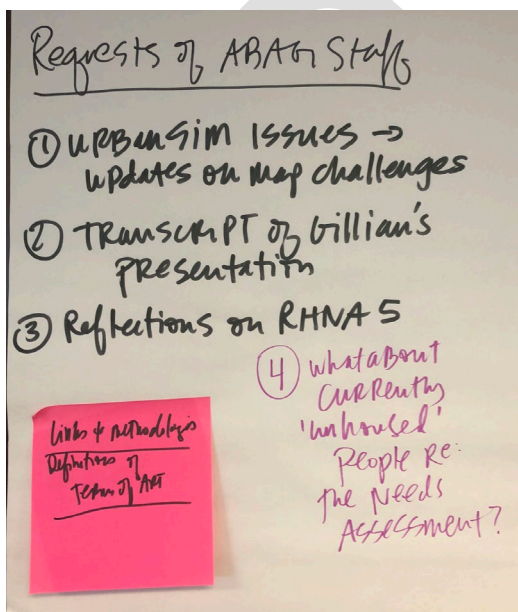 Requests of ABAG Staff
① URBANSIM ISSUES →
UPDATES on map challenges
② TRANSCRIPT of Gillian's
PRESENTATION
③ Reflections on RHNA 5
④ What about
CURRENTLY
'unhoused'
People Re:
the Needs
Assessment?
Links & methodologies
Definitions of
Terms of ART